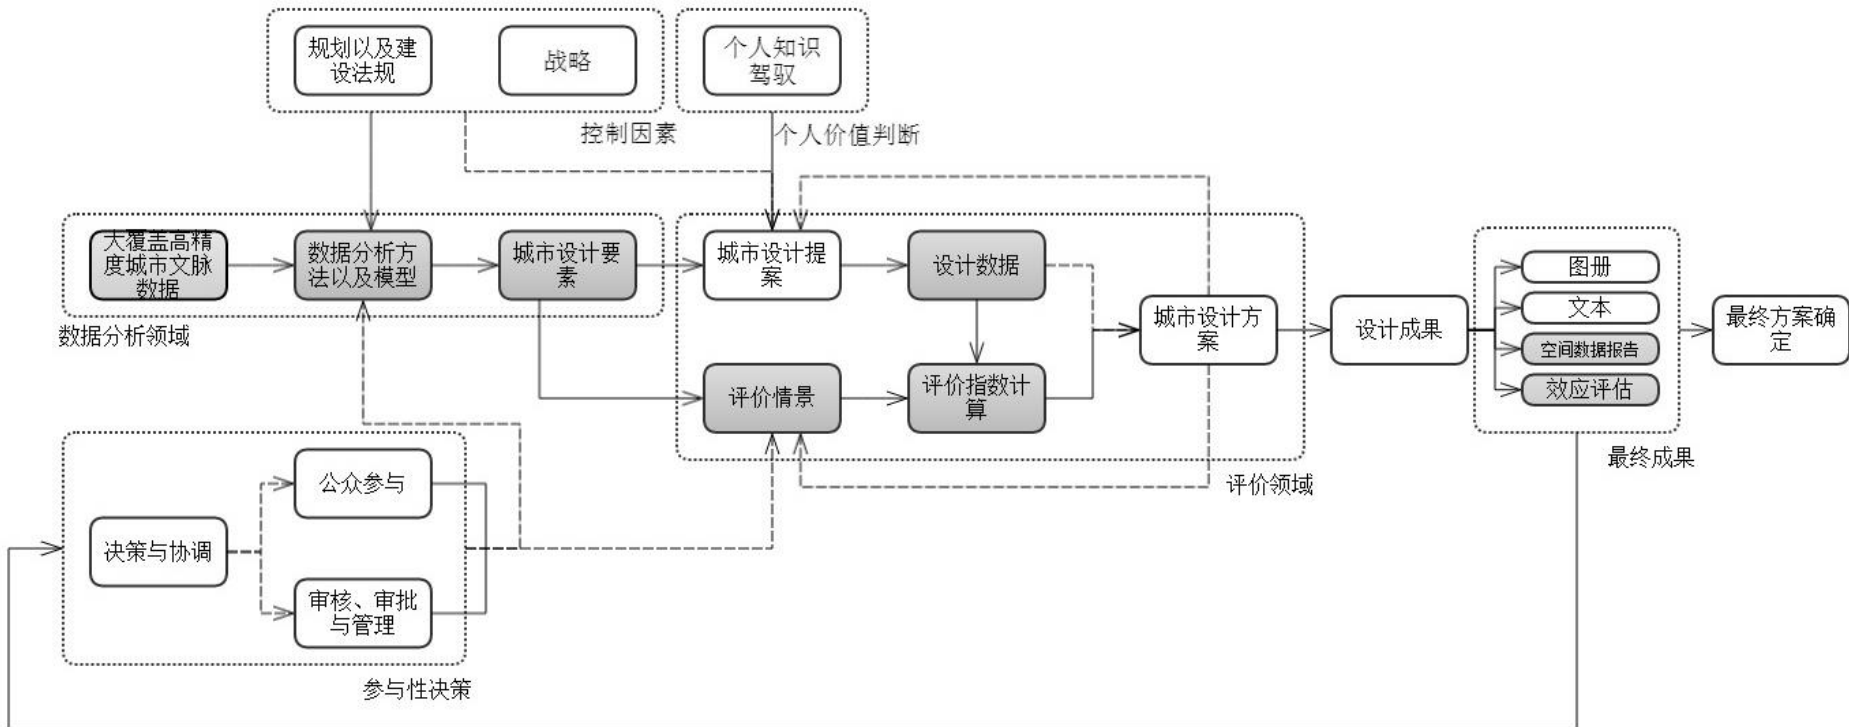 规划以及建
设法规
战略
个人知识
驾驭
控制因素
个人价值判断
大覆盖高精
度城市文脉
数据
数据分析方
法以及模型
城市设计要
素
城市设计提
案
设计数据
数据分析领域
评价情景
评价指数计
算
城市设计方
案
设计成果
图册
文本
空间数据报告
效应评估
最终方案确
定
最终成果
评价领域
公众参与
决策与协调
审核、审批
与管理
参与性决策